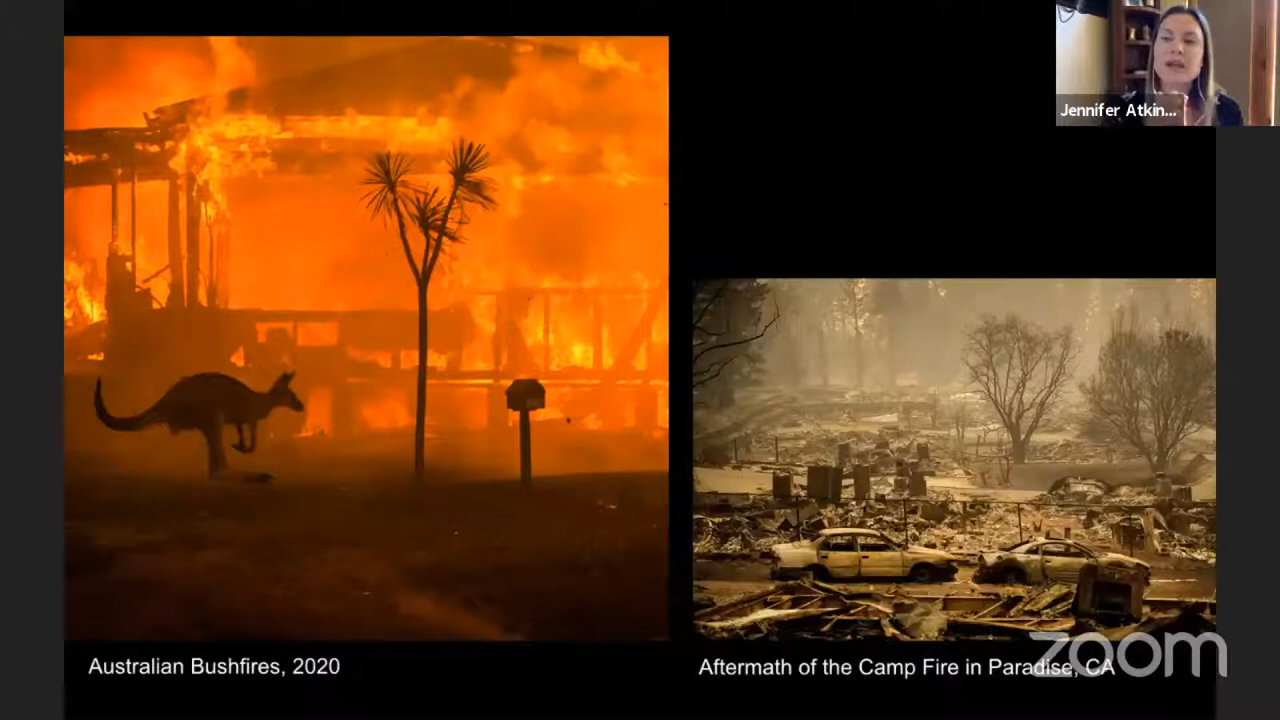 Jennifer Atkin...
Australian Bushfires, 2020
Aftermath of the Camp Fire in Paradise, CA
zoom